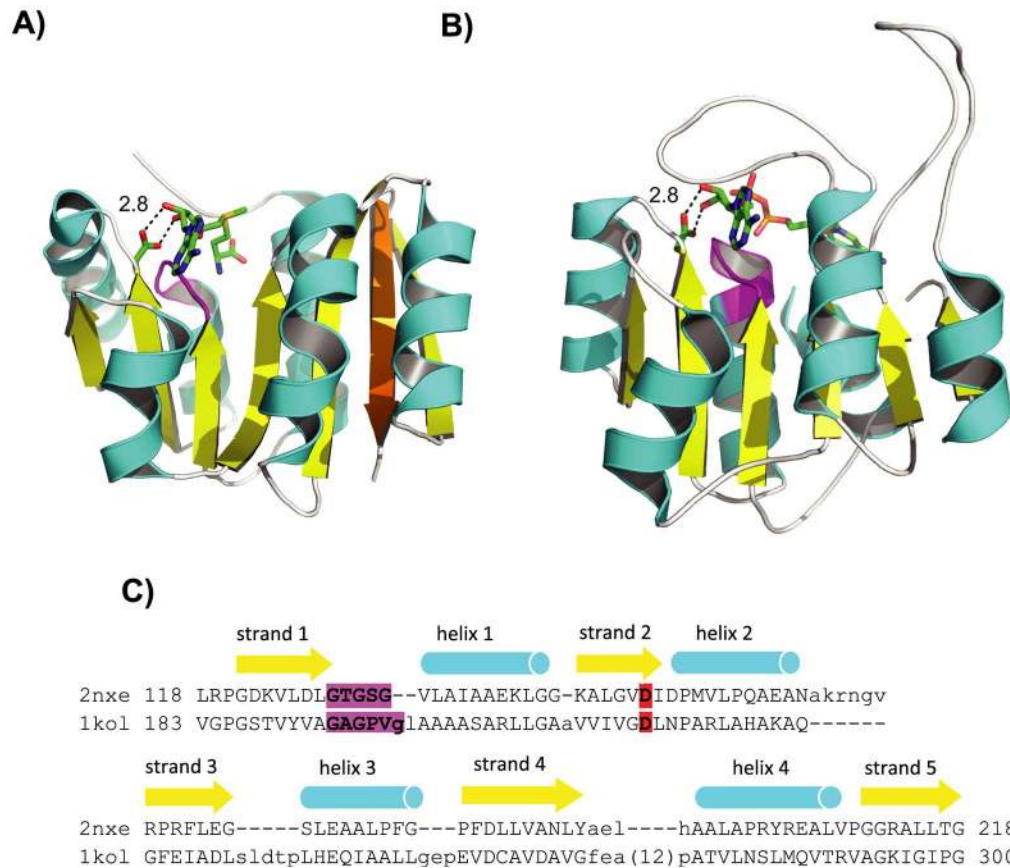 A)
B)
2.8
2.8
C)
strand 1 helix 1 strand 2 helix 2
2nxe 118 LRPGDKVLDLGTGSG--VLAIAAEKLGG-KALGVDIDPMVLPQAEANakrngv
1kol 183 VGPGSTVYVAGAGPVglAAAASARLLGAaVVIVGDLNPARLAHAKAQ------
strand 3 helix 3 strand 4 helix 4 strand 5
2nxe RPRFLEG-----SLEAALPFG--PFDLLVANLYael----hAALAPRYREALVPGGRALLTG 218
1kol GFEIADLsldtpLHEQIAALLgepEVDCAVDAVGfea(12)pATVLNSLMQVTRVAGKIGIPG 300